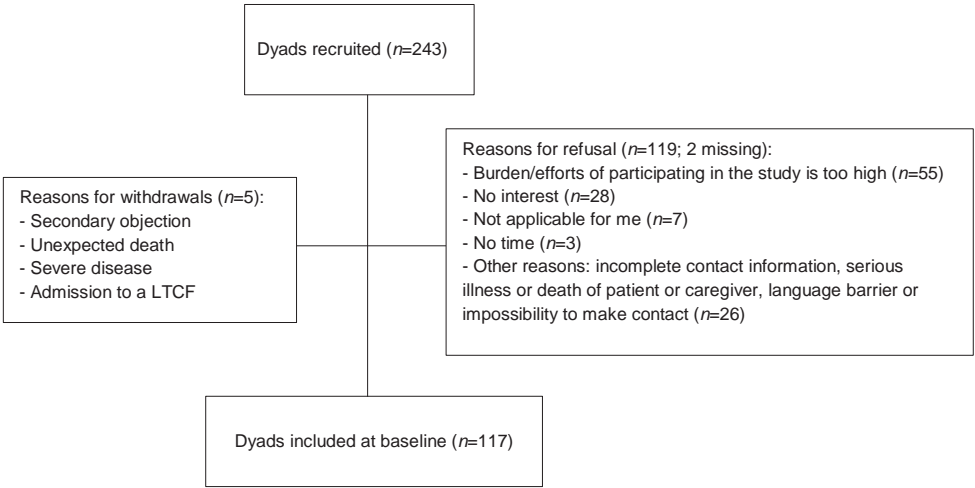 Dyads recruited (n=243)
Reasons for refusal (n=119; 2 missing):
- Burden/efforts of participating in the study is too high (n=55)
- No interest (n=28)
- Not applicable for me (n=7)
- No time (n=3)
- Other reasons: incomplete contact information, serious
illness or death of patient or caregiver, language barrier or
impossibility to make contact (n=26)
Reasons for withdrawals (n=5):
- Secondary objection
- Unexpected death
- Severe disease
- Admission to a LTCF
Dyads included at baseline (n=117)